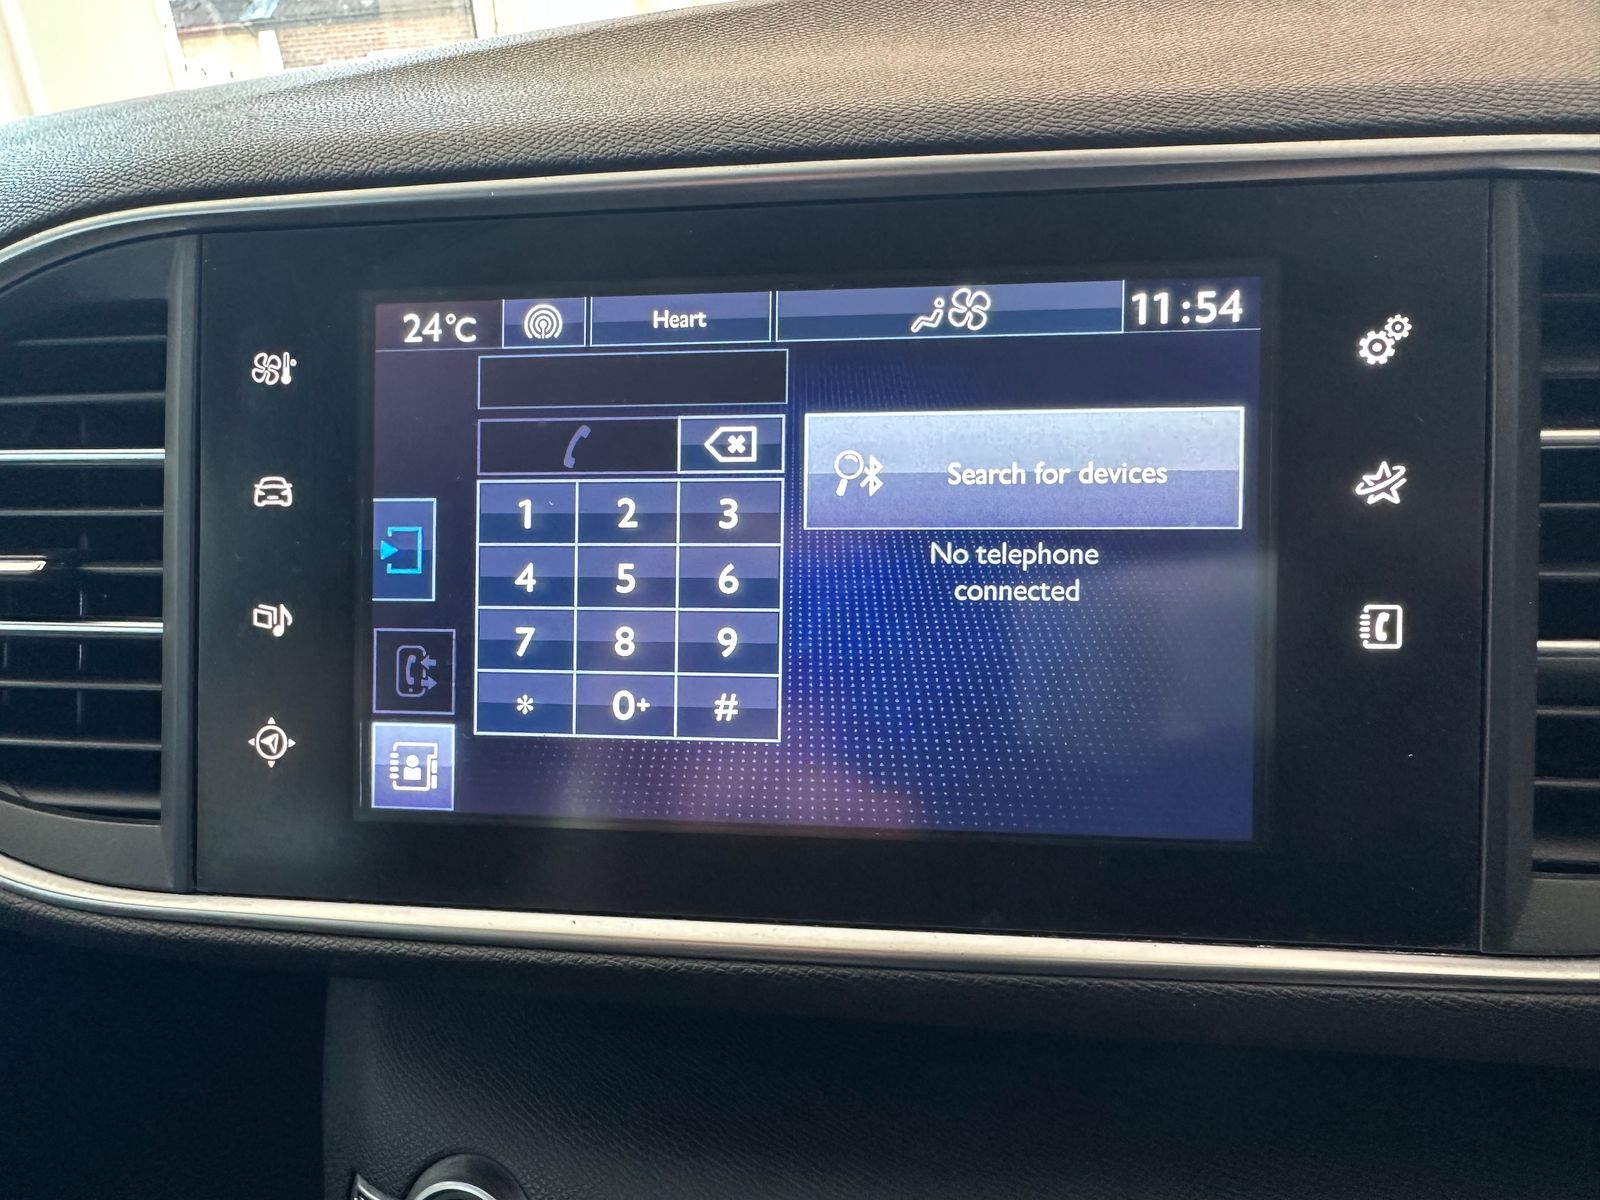 24°C
Heart
11:54
Search for devices
No telephone
connected
1 2 3
4 5 6
7 8 9
* 0+ #